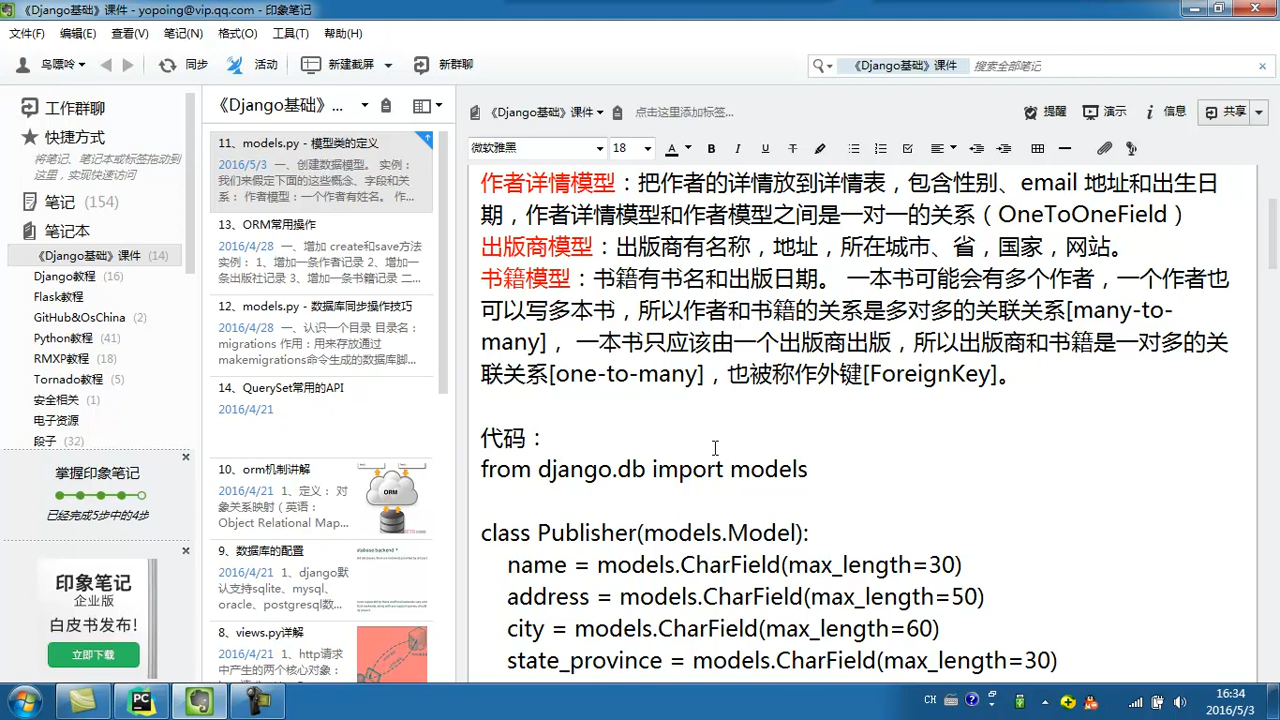 《Django基础》课件 - yopoing@vip.qq.com - 印象笔记
文件(F) 编辑(E) 查看(V) 笔记(N) 格式(O) 工具(T) 帮助(H)
鸟嘌呤 同步 活动 新建截屏 新群聊
《Django基础》课件 搜索全部笔记
工作群聊
快捷方式
将笔记、笔记本或标签拖动到
这里，实现快速访问
笔记 (154)
笔记本
《Django基础》课件 (14)
Django教程 (16)
Flask教程
GitHub&OsChina (2)
Python教程 (41)
RMXP教程 (18)
Tornado教程 (5)
安全相关 (1)
电子资源
段子 (32)
掌握印象笔记
已经完成5步中的4步
印象笔记
企业版
白皮书发布!
立即下载
《Django基础》...
11、models.py - 模型类的定义
2016/5/3 一、创建数据模型。 实例：
我们来假定下面的这些概念、字段和关
系： 作者模型：一个作者有姓名。 作...
13、ORM常用操作
2016/4/28 一、增加 create和save方法
实例： 1、增加一条作者记录 2、增加一
条出版社记录 3、增加一条书籍记录 二...
12、models.py - 数据库同步操作技巧
2016/4/28 一、认识一个目录 目录名：
migrations 作用：用来存放通过
makemigrations命令生成的数据库脚...
14、QuerySet常用的API
2016/4/21
10、orm机制讲解
2016/4/21 1、定义： 对
象关系映射（英语：
Object Relational Map...
ORM
9、数据库的配置
2016/4/21 1、django默
认支持sqlite、mysql、
oracle、postgresql数...
8、views.py详解
2016/4/21 1、http请求
中产生的两个核心对象：
《Django基础》课件 点击这里添加标签... 提醒 演示 信息 共享
微软雅黑 18
作者详情模型：把作者的详情放到详情表，包含性别、email 地址和出生日
期，作者详情模型和作者模型之间是一对一的关系（OneToOneField）
出版商模型：出版商有名称，地址，所在城市、省，国家，网站。
书籍模型：书籍有书名和出版日期。 一本书可能会有多个作者，一个作者也
可以写多本书，所以作者和书籍的关系是多对多的关联关系[many-to-
many]， 一本书只应该由一个出版商出版，所以出版商和书籍是一对多的关
联关系[one-to-many]，也被称作外键[ForeignKey]。
代码：
from django.db import models
class Publisher(models.Model):
name = models.CharField(max_length=30)
address = models.CharField(max_length=50)
city = models.CharField(max_length=60)
state_province = models.CharField(max_length=30)
CH
16:34
2016/5/3